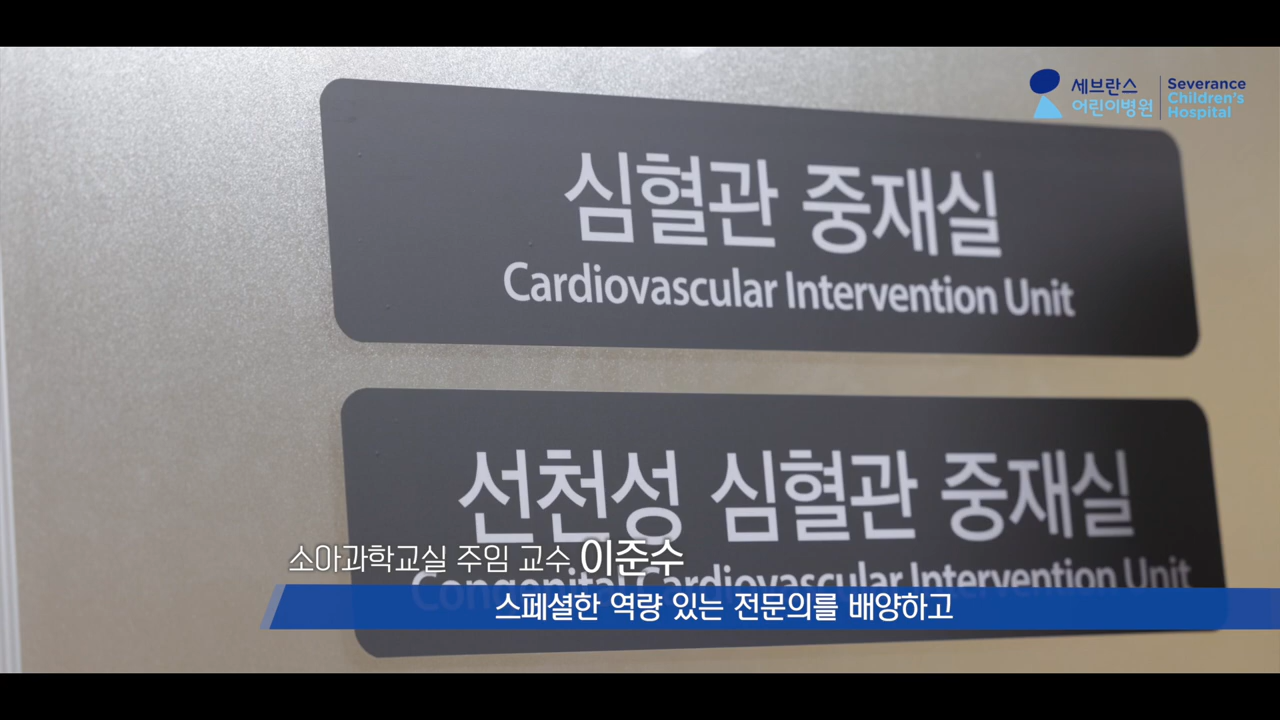 세브란스
어린이병원
Severance
Children's
Hospital
심혈관 중재실
Cardiovascular Intervention Unit
선천성 심혈관 중재실
Congenital Cardiovascular Intervention Unit
소아과학교실 주임 교수 이준수
스페셜한 역량 있는 전문의를 배양하고